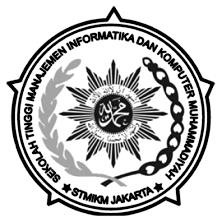 SEKOLAH TINGGI MANAJEMEN INFORMATIKA DAN KOMPUTER MUHAMMADIYAH
STMIKM JAKARTA